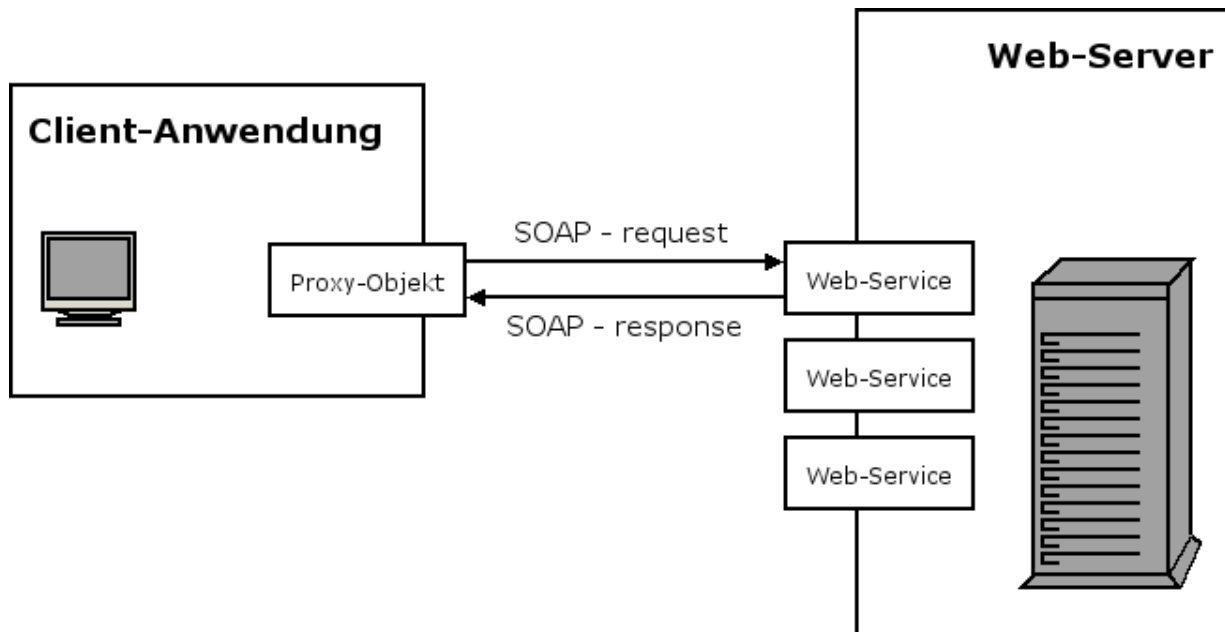 Web-Server
Client-Anwendung
SOAP - request
Proxy-Objekt
Web-Service
SOAP - response
Web-Service
Web-Service